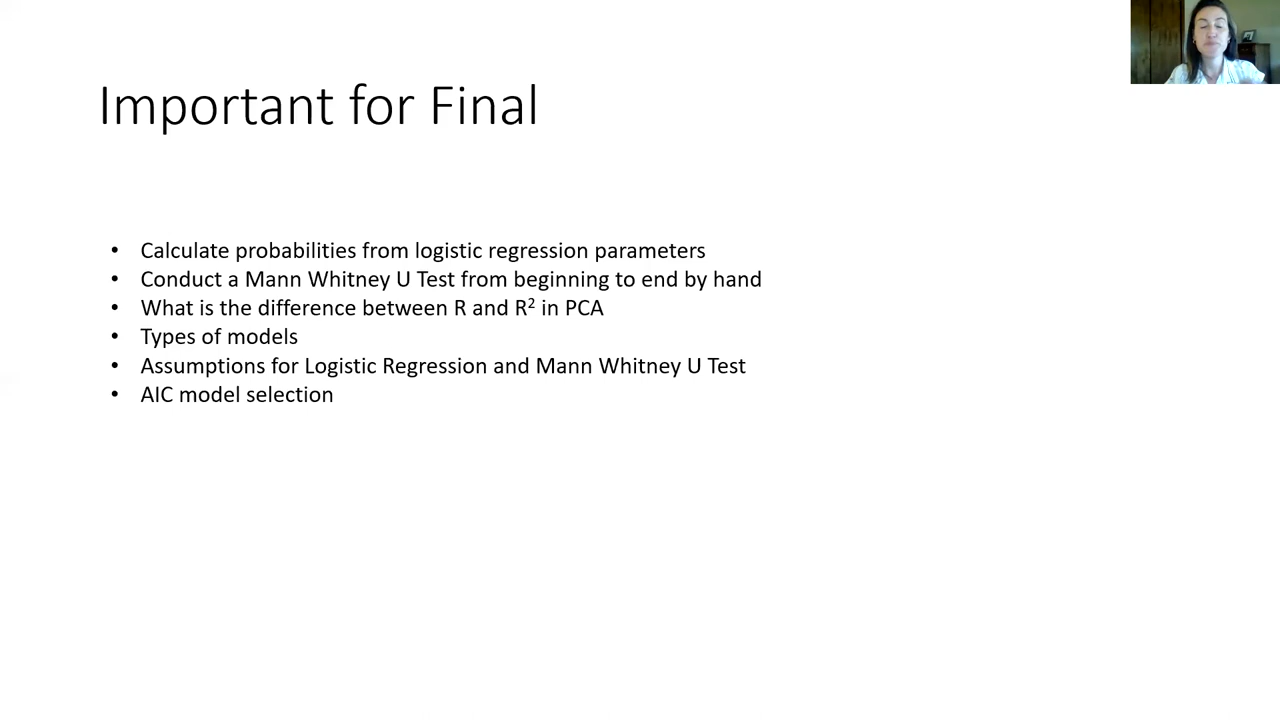 Important for Final
• Calculate probabilities from logistic regression parameters
• Conduct a Mann Whitney U Test from beginning to end by hand
• What is the difference between R and R² in PCA
• Types of models
• Assumptions for Logistic Regression and Mann Whitney U Test
• AIC model selection